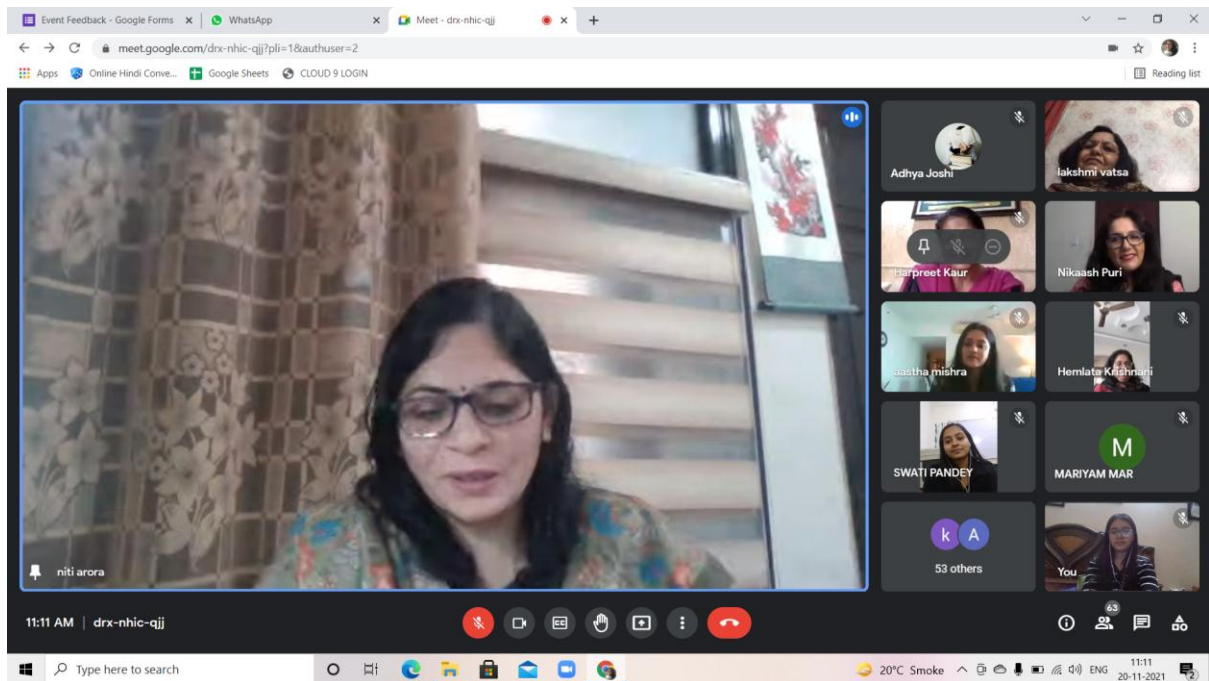 Event Feedback - Google Forms
WhatsApp
Meet - drx-nhic-qjj
meet.google.com/drx-nhic-qjj?pli=1&authuser=2
Apps
Online Hindi Conve...
Google Sheets
CLOUD 9 LOGIN
Reading list
Adhya Joshi
lakshmi vatsa
Harpreet Kaur
Nikaash Puri
aastha mishra
Hemlata Krishnani
SWATI PANDEY
M
MARIYAM MAR
k A
53 others
You
niti arora
11:11 AM | drx-nhic-qjj
CC
63
Type here to search
20°C Smoke
ENG
11:11
20-11-2021
2